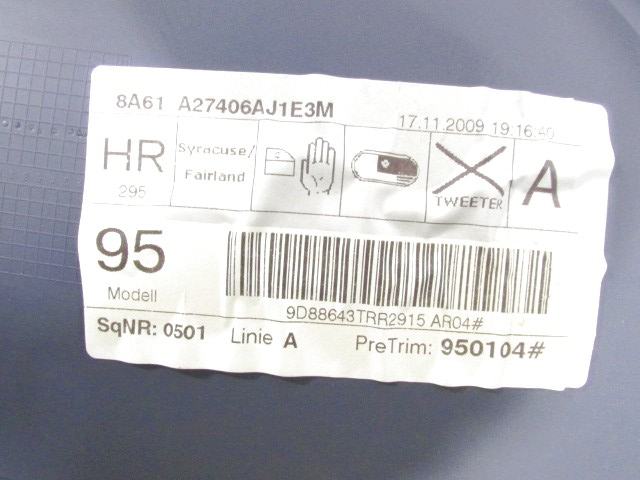 8A61 A27406AJ1E3M 17.11.2009 19.16:40
HR
295
Syracuse/
Fairland
TWEETER
A
95
Modell
9D88643TRR2915 AR04#
SqNR: 0501 Linie A PreTrim: 950104#